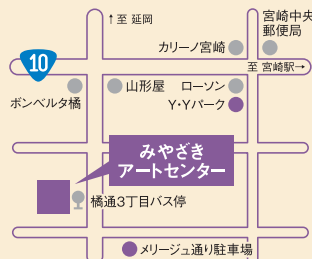 ↑至 延岡
宮崎中央
郵便局
カリーノ宮崎
至 宮崎駅→
10
ボンベルタ橘
山形屋
ローソン
Y・Yパーク
みやざき
アートセンター
橘通3丁目バス停
メリージュ通り駐車場